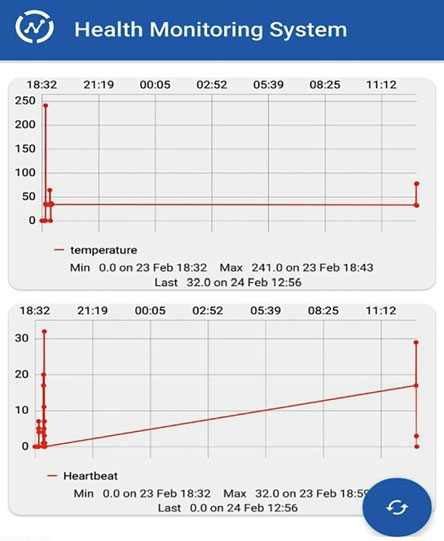 Health Monitoring System
18:32 21:19 00:05 02:52 05:39 08:25 11:12
250
200
150
100
50
0
temperature
Min 0.0 on 23 Feb 18:32 Max 241.0 on 23 Feb 18:43
Last 32.0 on 24 Feb 12:56
18:32 21:19 00:05 02:52 05:39 08:25 11:12
30
20
10
0
Heartbeat
Min 0.0 on 23 Feb 18:32 Max 32.0 on 23 Feb
Last 0.0 on 24 Feb 12:56